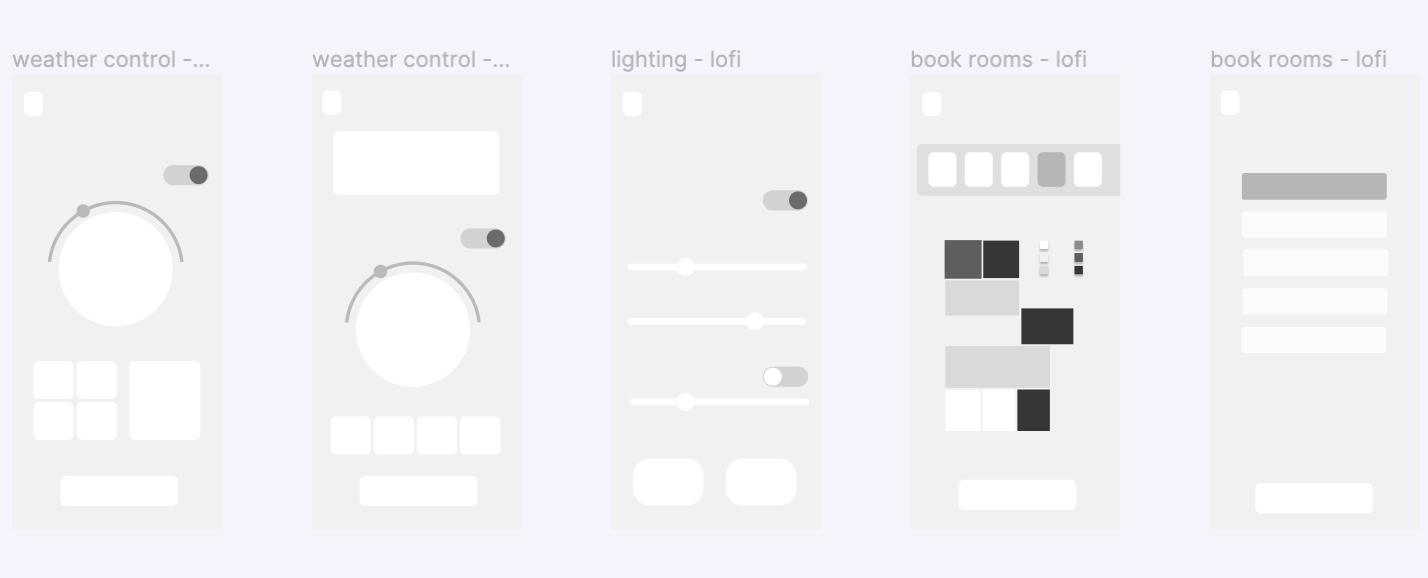 weather control -...
weather control -...
lighting - lofi
book rooms - lofi
book rooms - lofi